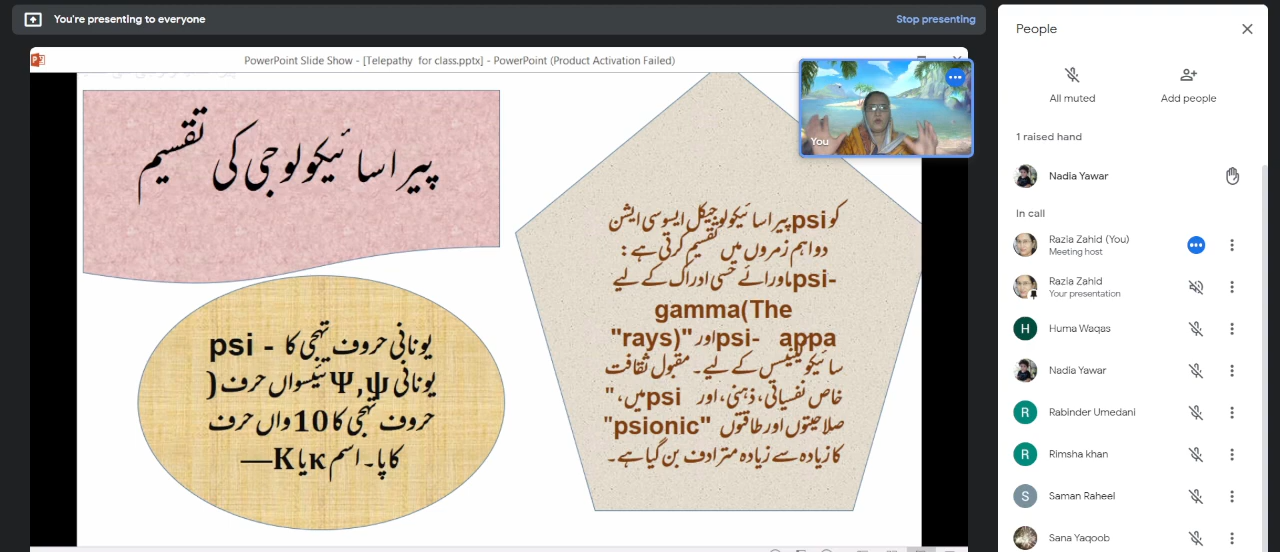 You're presenting to everyone
Stop presenting
PowerPoint Slide Show - [Telepathy for class.pptx] - PowerPoint (Product Activation Failed)
You
پیراسائیکولوجی کی تقسیم
یونانی حروف تہجی کا - psi
یونانی Ψ,ψ تئیسواں حرف (
حروف تہجی کا 10 واں حرف
کاپا۔ اسم κ یا K—
کو psi پیراسائیکولوجیکل ایسوسی ایشن
دو اہم زمروں میں تقسیم کرتی ہے :
psi- ماورائے حسی ادراک کے لیے
gamma(The
"rays)" اور psi- appa
سائیکوکینیسس کے لیے۔ مقبول ثقافت
میں، psi خاص نفسیاتی، ذہنی، اور "
"psionic" صلاحیتوں اور طاقتوں
کا زیادہ سے زیادہ مترادف بن گیا ہے۔
People
All muted
Add people
1 raised hand
Nadia Yawar
In call
Razia Zahid (You)
Meeting host
Razia Zahid
Your presentation
Huma Waqas
Nadia Yawar
Rabinder Umedani
Rimsha khan
Saman Raheel
Sana Yaqoob
H
R
R
S